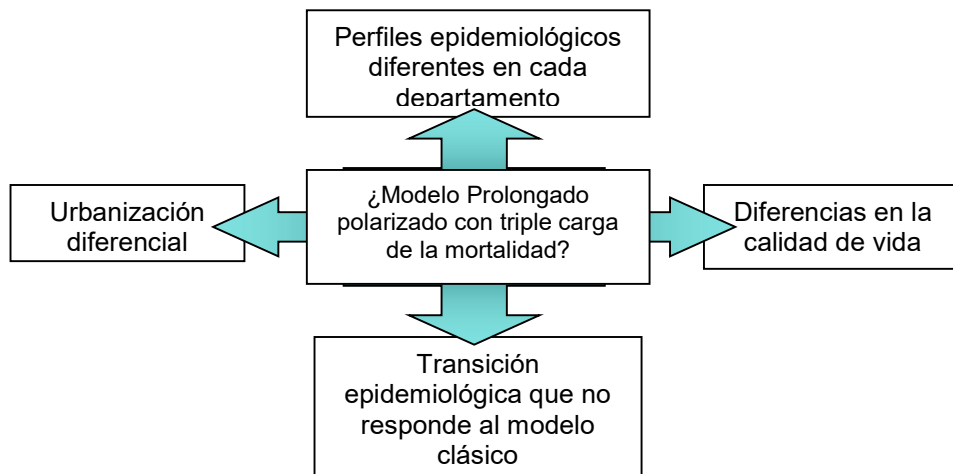 Perfiles epidemiológicos
diferentes en cada
departamento
¿Modelo Prolongado
polarizado con triple carga
de la mortalidad?
Urbanización
diferencial
Diferencias en la
calidad de vida
Transición
epidemiológica que no
responde al modelo
clásico